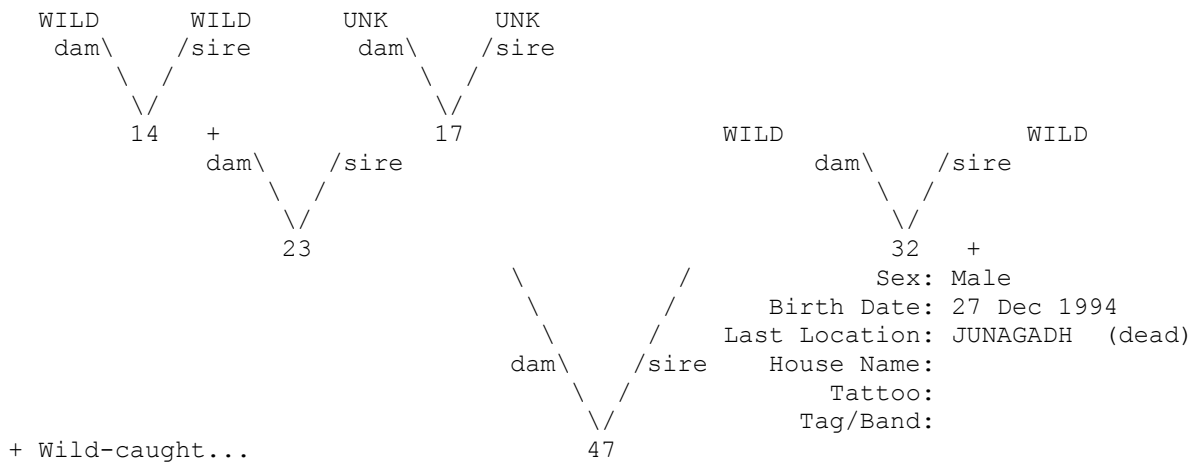 WILD WILD UNK UNK
dam\ /sire dam\ /sire
\ / \ /
\/ \/
14 + 17 WILD WILD
dam\ /sire dam\ /sire
\ / \ /
\/ \/
23 32 +
\ / Sex: Male
\ / Birth Date: 27 Dec 1994
\ / Last Location: JUNAGADH (dead)
dam\ /sire House Name:
\ / Tattoo:
\/ Tag/Band:
+ Wild-caught... 47